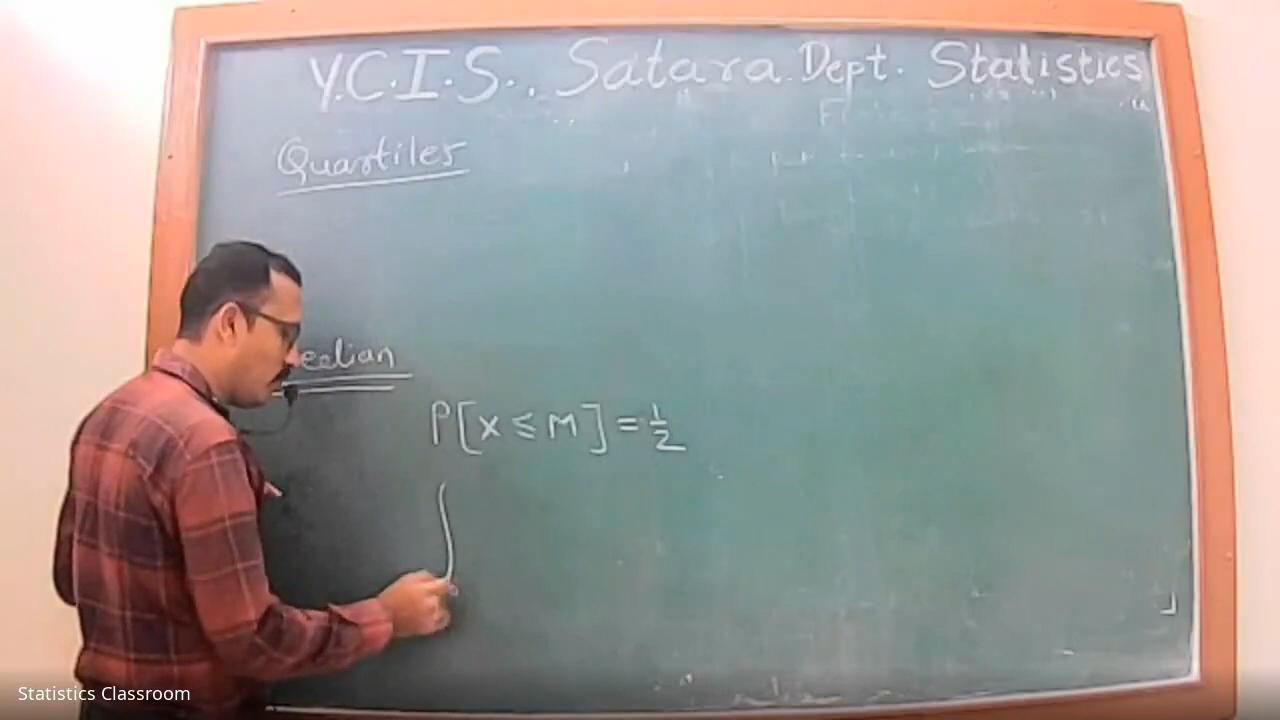 Y.C.I.S., Satara. Dept. Statistics
Quartiles
P[X ≤ M] = 1/2
∫
Statistics Classroom